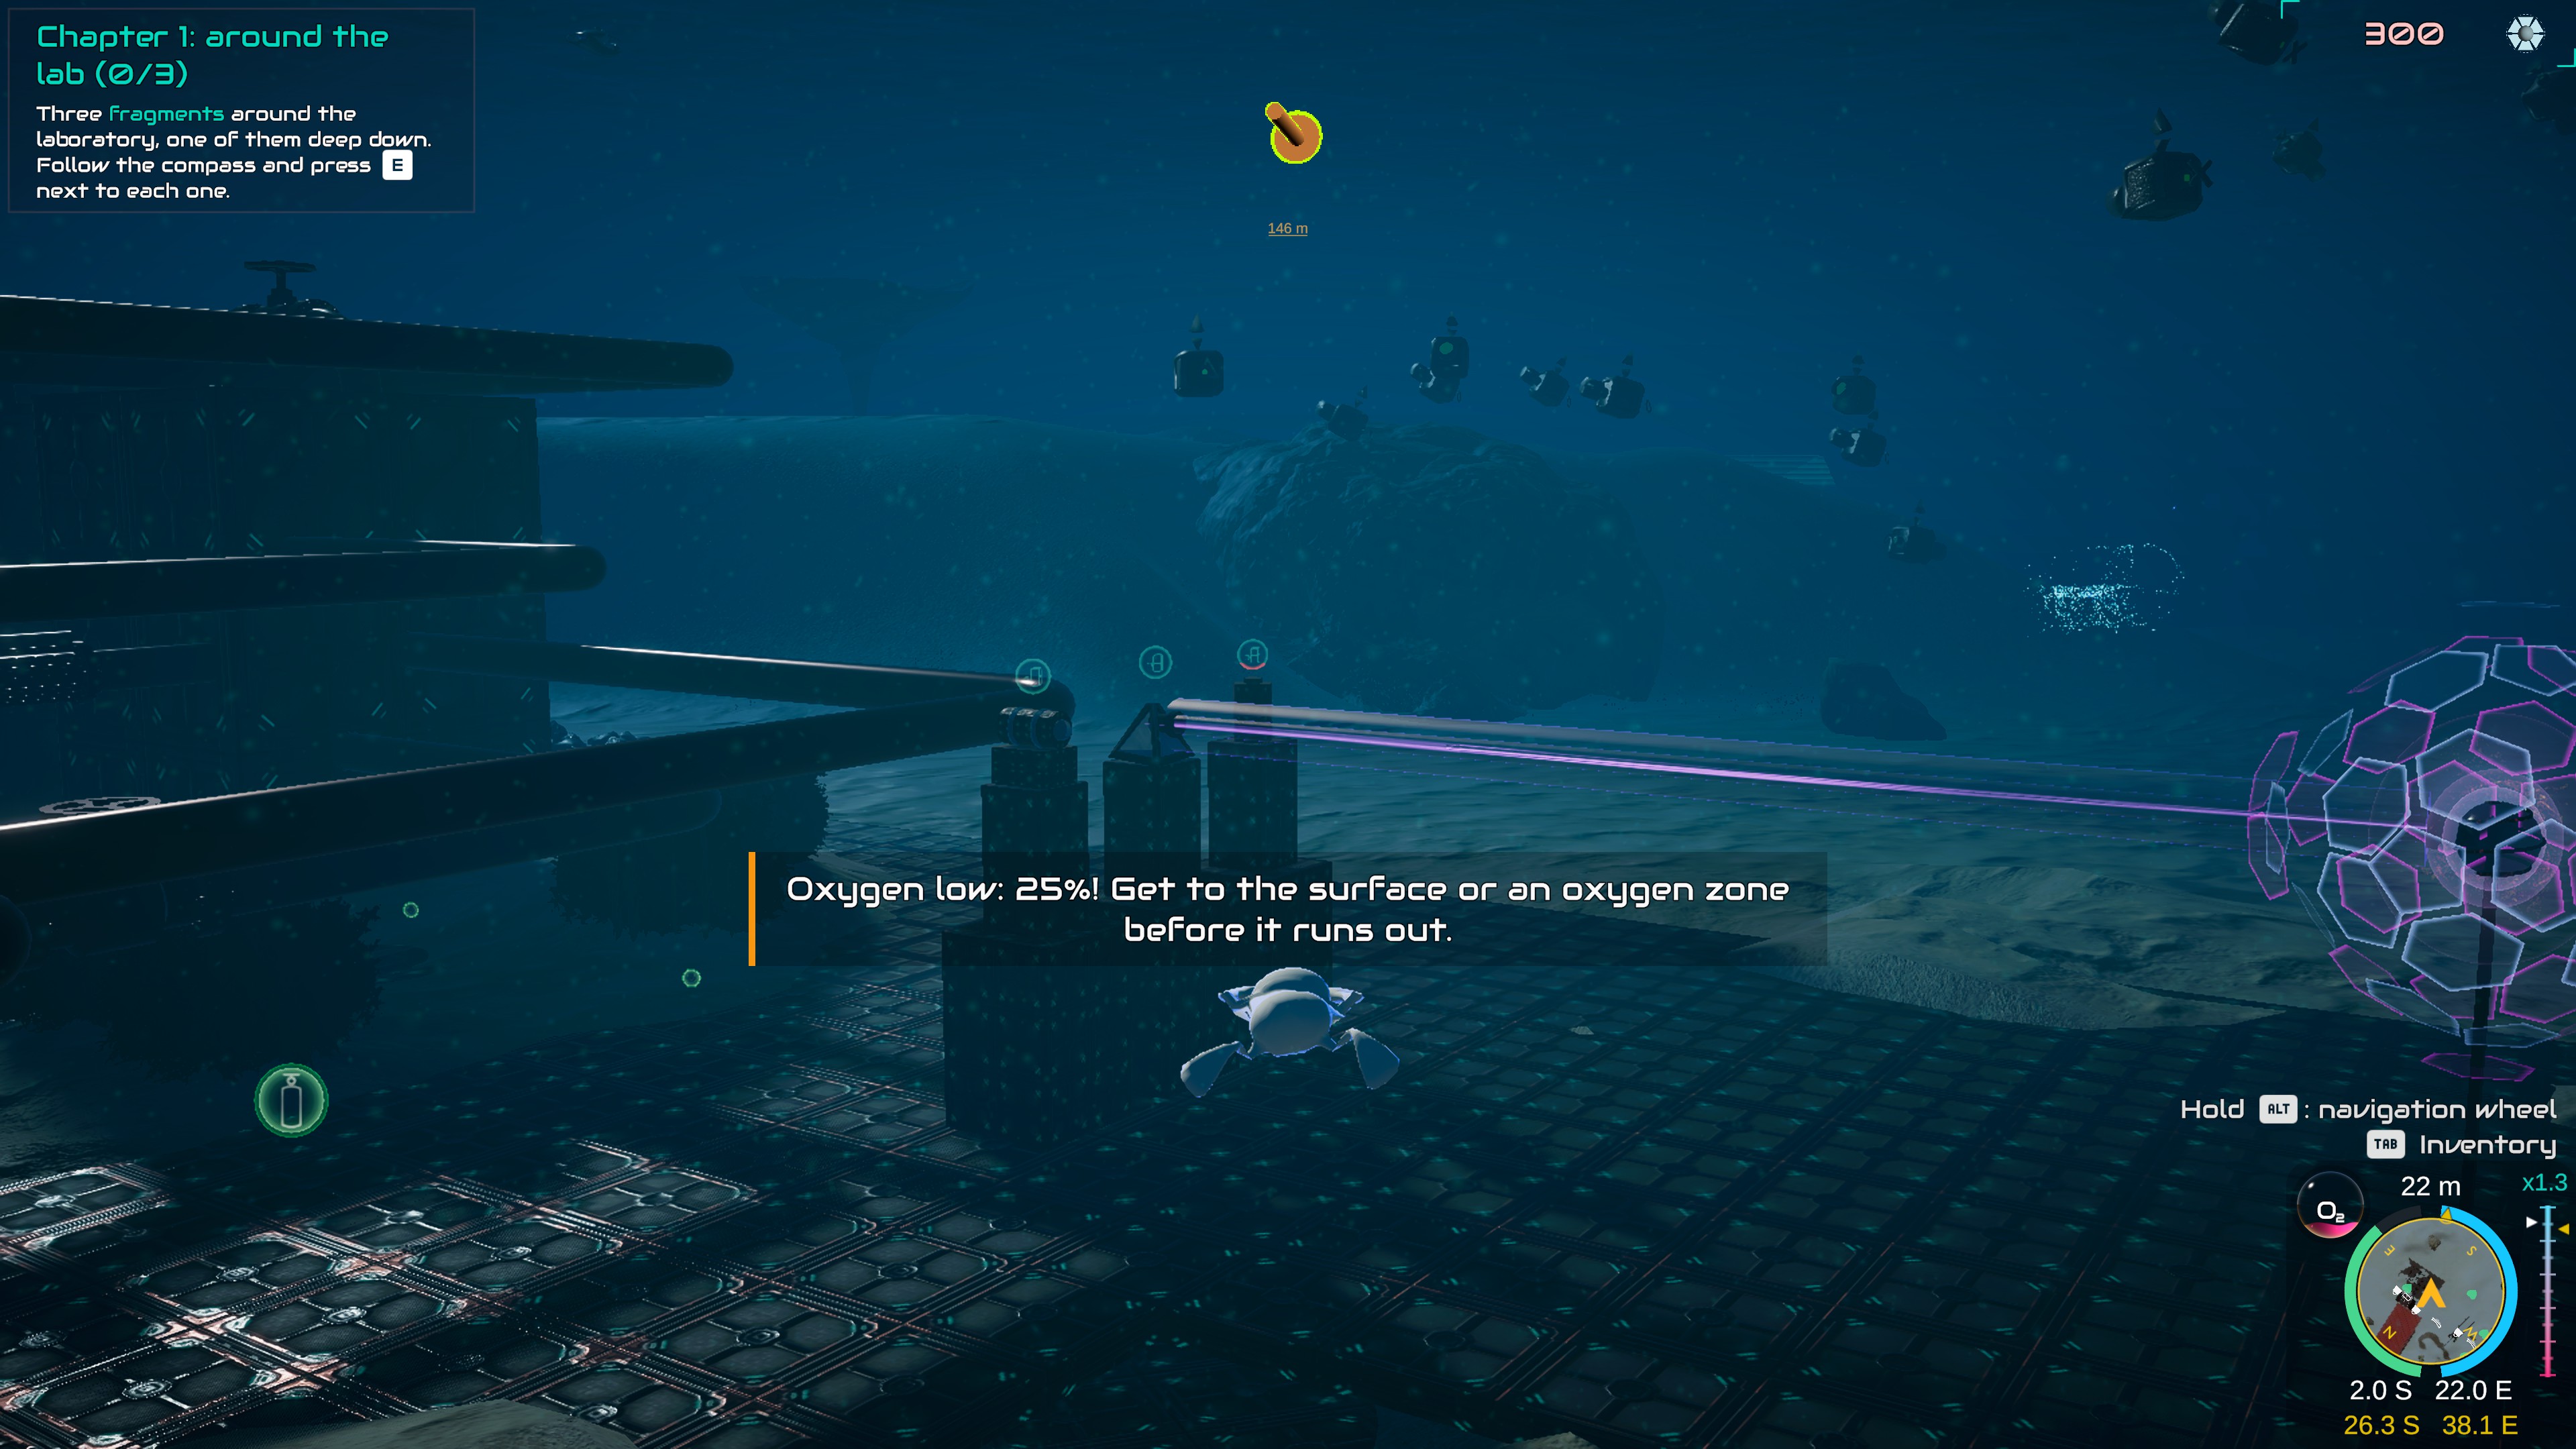 Chapter 1: around the
lab (0/3)
Three fragments around the
laboratory, one of them deep down.
Follow the compass and press E
next to each one.
300
146 m
Oxygen low: 25%! Get to the surface or an oxygen zone
before it runs out.
Hold ALT : navigation wheel
TAB Inventory
22 m
x1.3
O₂
E
S
N
W
2.0 S 22.0 E
26.3 S 38.1 E